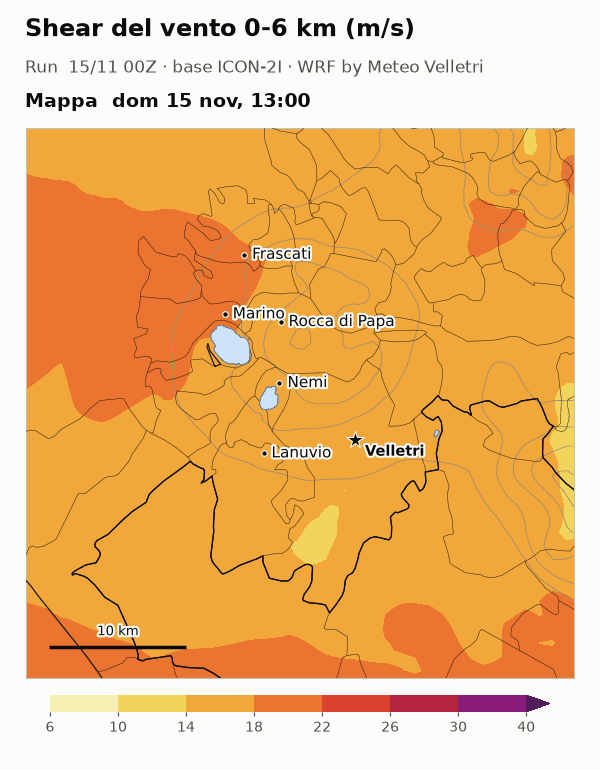 Shear del vento 0-6 km (m/s)
Run  15/11 00Z · base ICON-2I · WRF by Meteo Velletri
Mappa  dom 15 nov, 13:00
Frascati
Marino
Rocca di Papa
Nemi
Velletri
Lanuvio
10 km
6 10 14 18 22 26 30 40